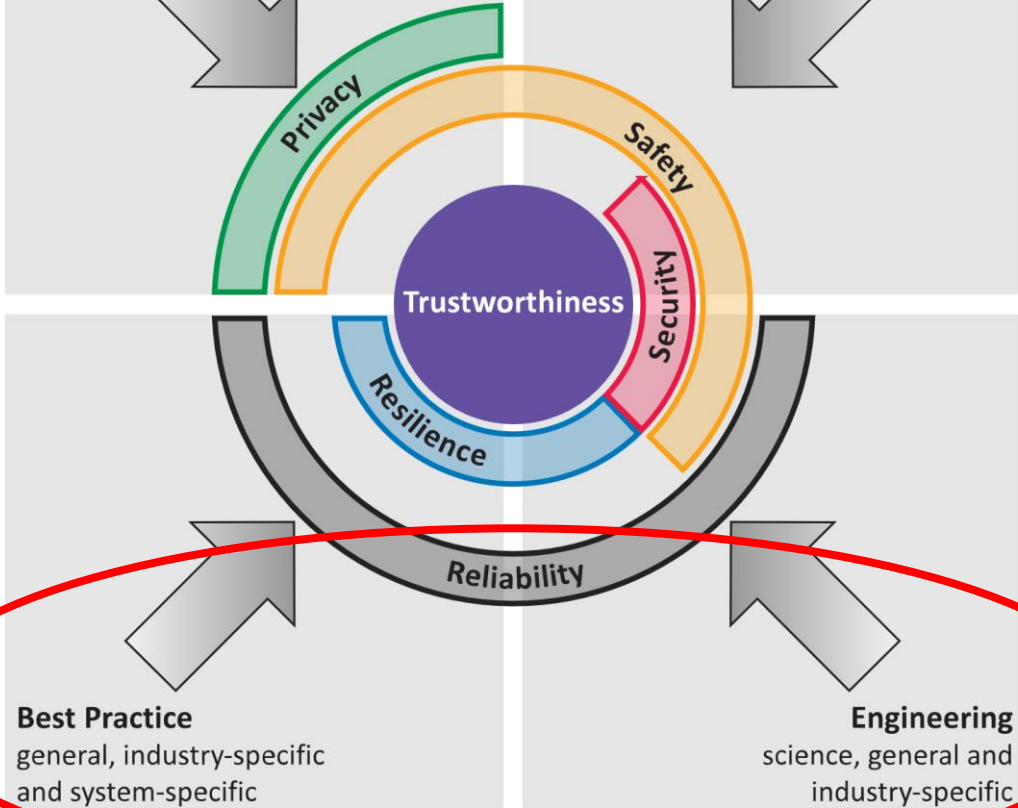 Privacy
Safety
Trustworthiness
Security
Resilience
Reliability
Best Practice
general, industry-specific
and system-specific
Engineering
science, general and
industry-specific